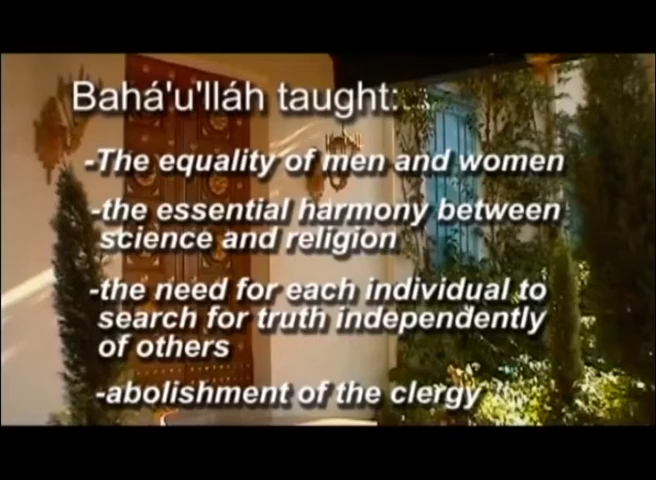 Bahá'u'lláh taught:
-The equality of men and women
-the essential harmony between
science and religion
-the need for each individual to
search for truth independently
of others
-abolishment of the clergy